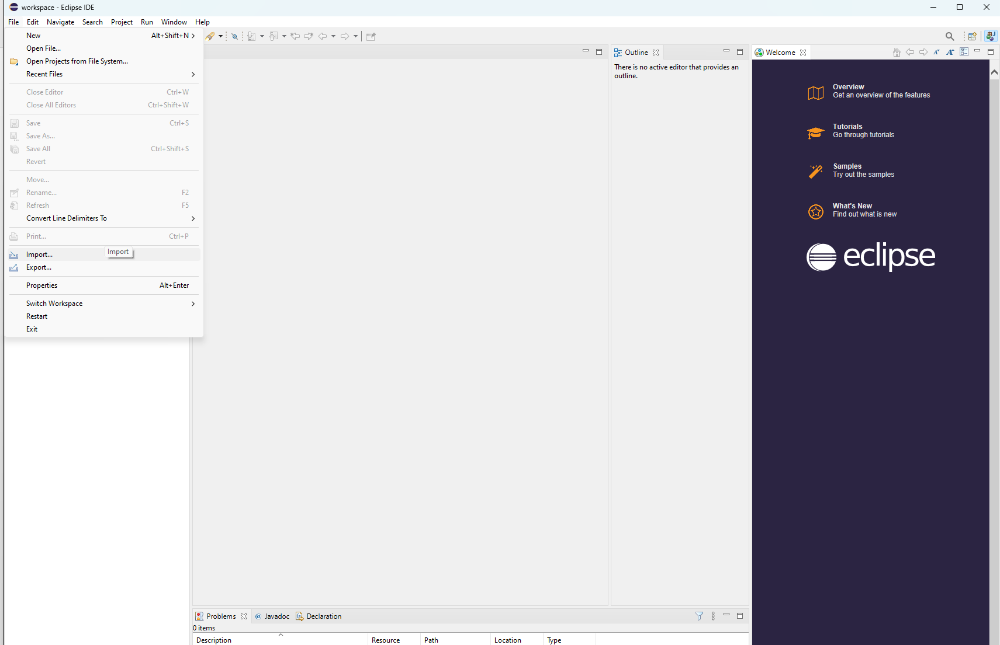 workspace - Eclipse IDE
File Edit Navigate Search Project Run Window Help
New Alt+Shift+N
Open File...
Open Projects from File System...
Recent Files
Close Editor Ctrl+W
Close All Editors Ctrl+Shift+W
Save Ctrl+S
Save As...
Save All Ctrl+Shift+S
Revert
Move...
Rename... F2
Refresh F5
Convert Line Delimiters To
Print... Ctrl+P
Import...
Import
Export...
Properties Alt+Enter
Switch Workspace
Restart
Exit
Outline
There is no active editor that provides an
outline.
Welcome
Overview
Get an overview of the features
Tutorials
Go through tutorials
Samples
Try out the samples
What's New
Find out what is new
eclipse
Problems @ Javadoc Declaration
0 items
Description Resource Path Location Type